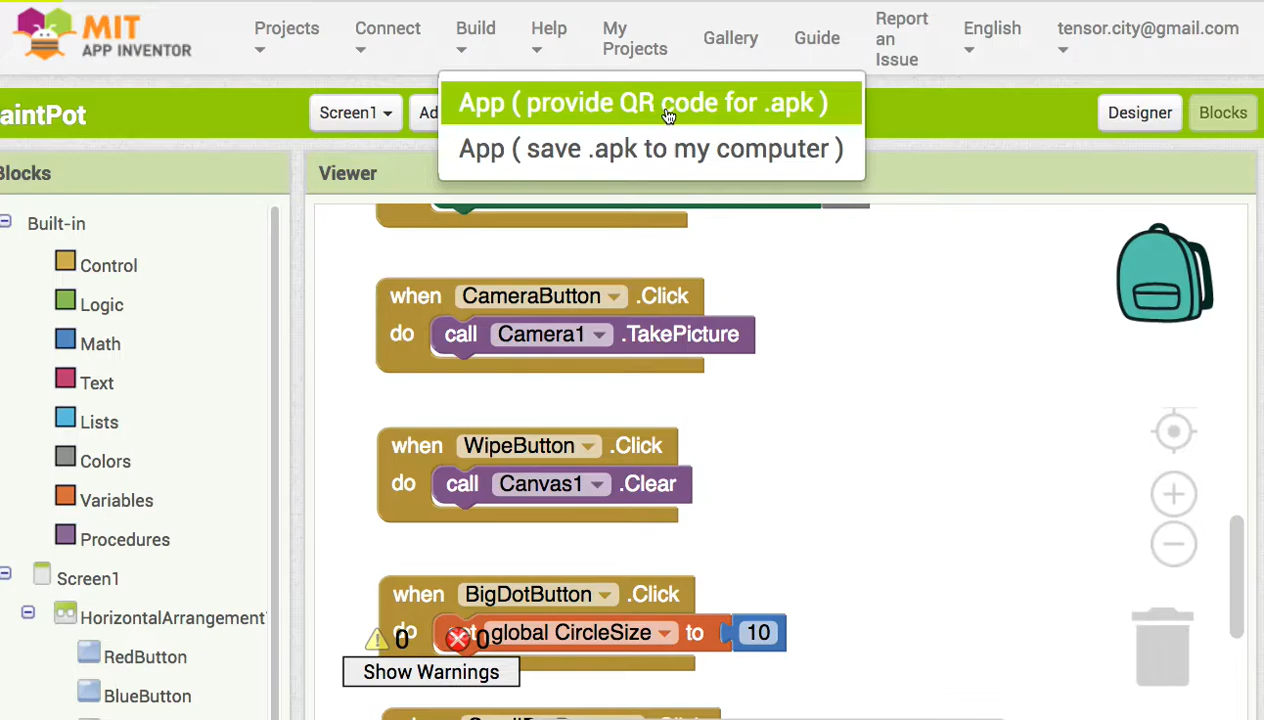 MIT
APP INVENTOR
Projects
Connect
Build
Help
My
Projects
Gallery
Guide
Report
an
Issue
English
tensor.city@gmail.com
App ( provide QR code for .apk )
App ( save .apk to my computer )
aintPot
Screen1
Ad
Designer
Blocks
Blocks
Viewer
Built-in
Control
Logic
Math
Text
Lists
Colors
Variables
Procedures
Screen1
HorizontalArrangement
RedButton
BlueButton
when CameraButton .Click
do call Camera1 .TakePicture
when WipeButton .Click
do call Canvas1 .Clear
when BigDotButton .Click
do set global CircleSize to 10
0 0
Show Warnings